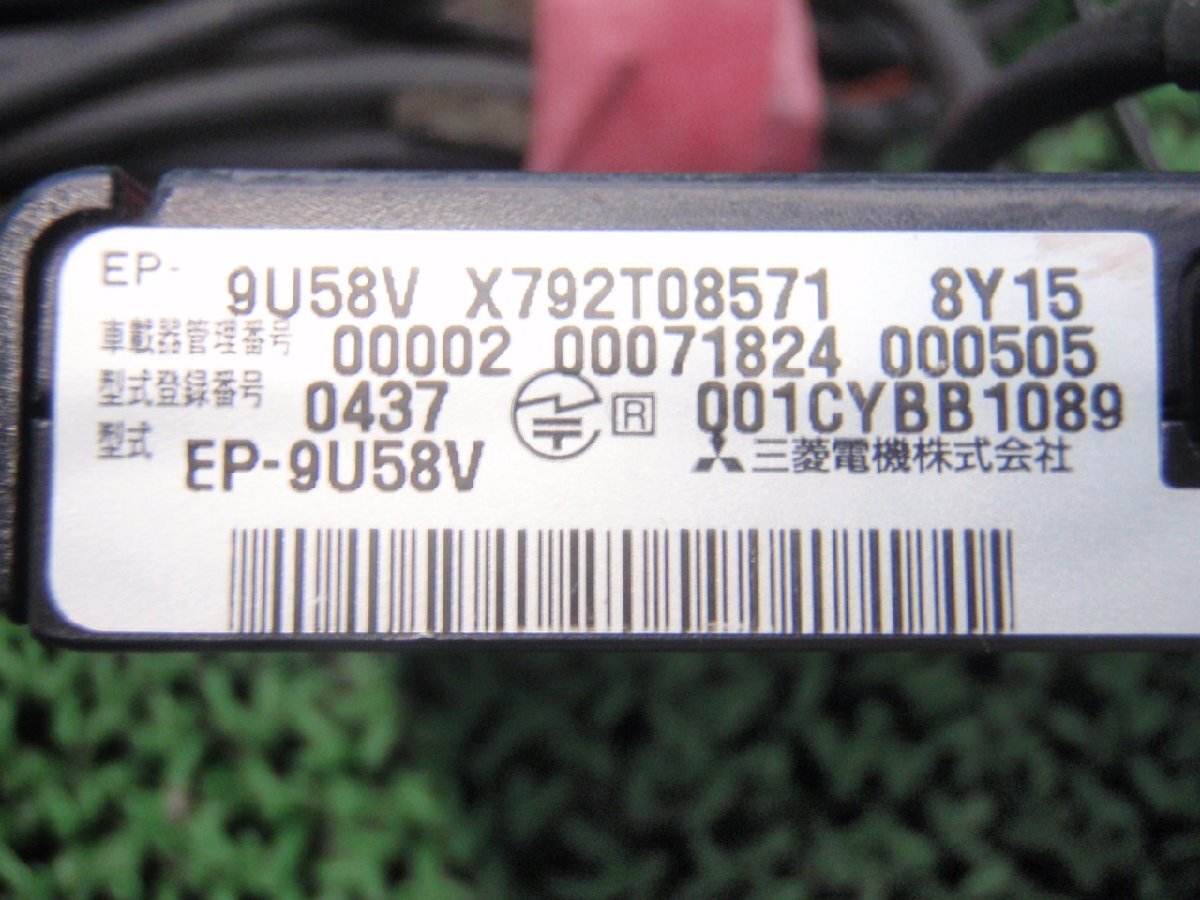 EP- 9U58V X792T08571 8Y15
車載器管理番号 00002 00071824 000505
型式登録番号 0437 R 001CYBB1089
型式 EP-9U58V 三菱電機株式会社